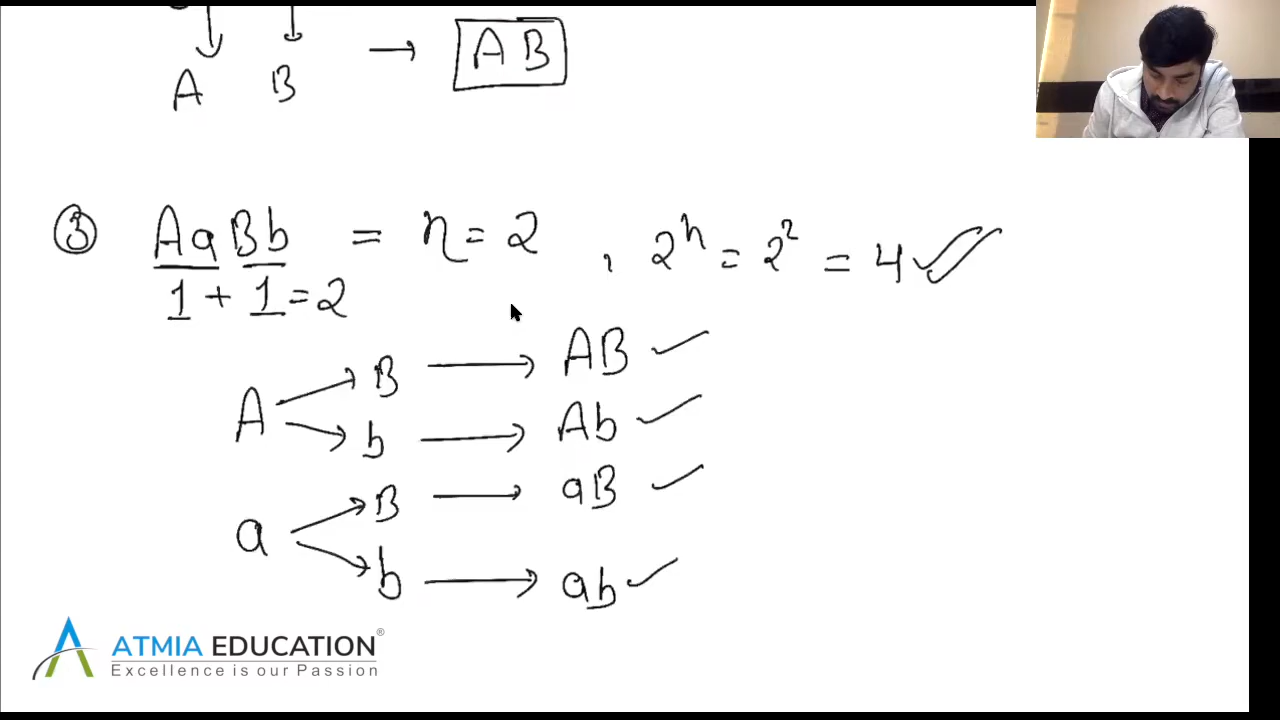 A B → AB
③ AaBb = n = 2 , 2ⁿ = 2² = 4
1 + 1 = 2
A → B → AB ✓
→ b → Ab ✓
a → B → aB ✓
→ b → ab ✓
ATMIA EDUCATION®
Excellence is our Passion